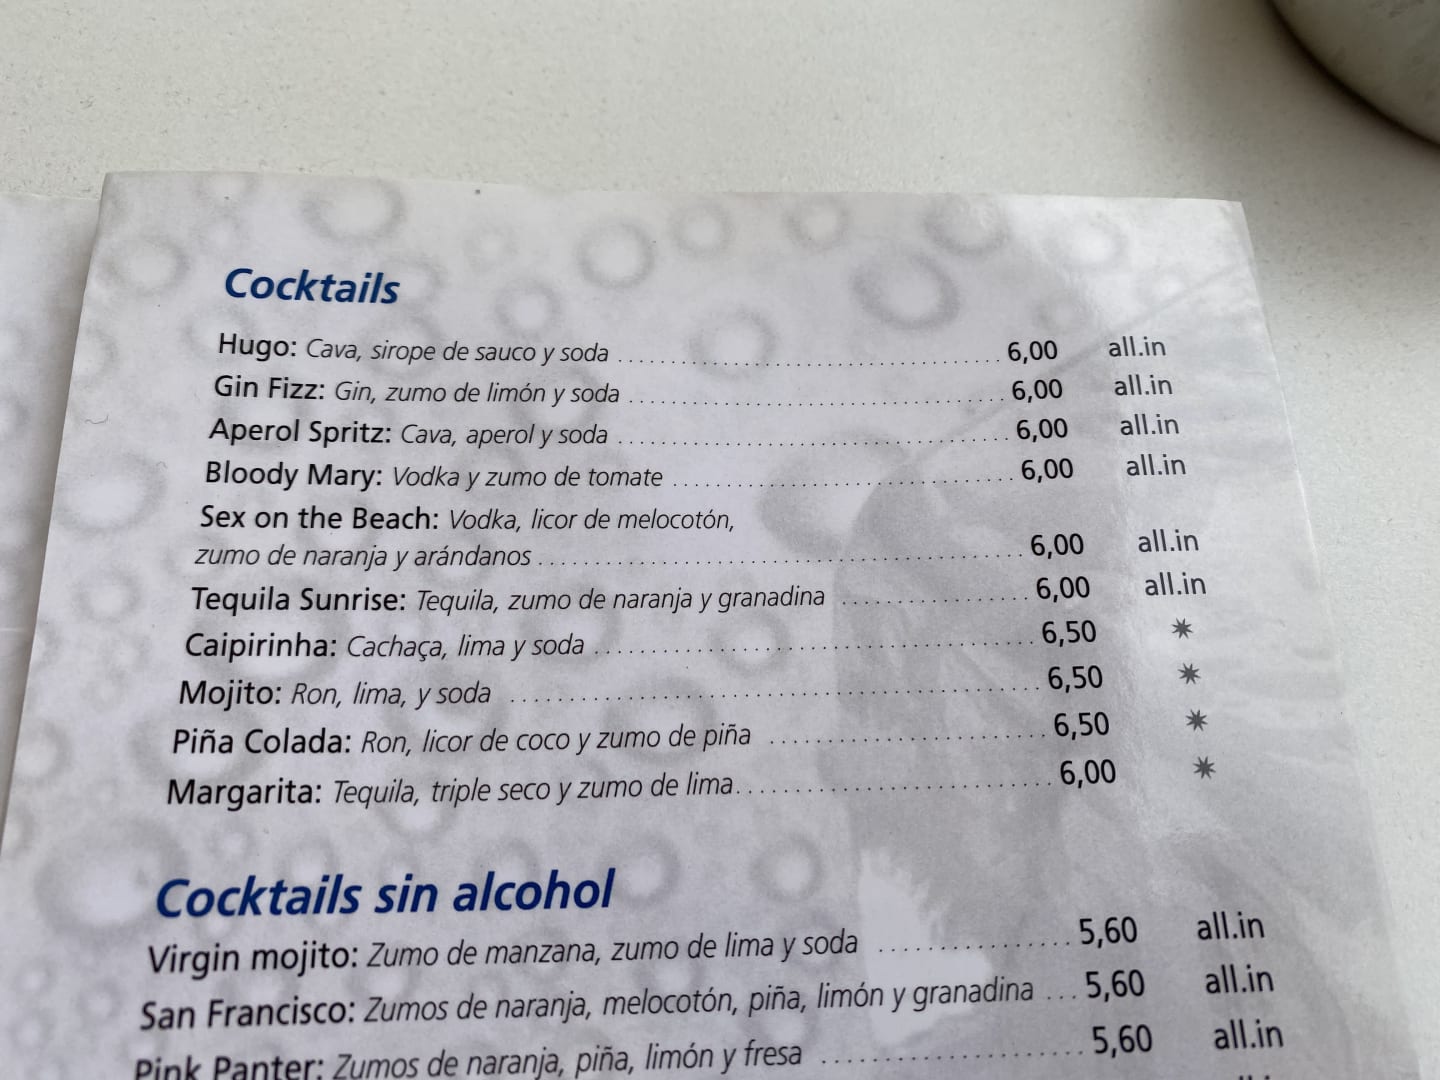 Cocktails
Hugo: Cava, sirope de sauco y soda ........................................ 6,00 all.in
Gin Fizz: Gin, zumo de limón y soda ....................................... 6,00 all.in
Aperol Spritz: Cava, aperol y soda ........................................ 6,00 all.in
Bloody Mary: Vodka y zumo de tomate .................................. 6,00 all.in
Sex on the Beach: Vodka, licor de melocotón,
zumo de naranja y arándanos ................................................ 6,00 all.in
Tequila Sunrise: Tequila, zumo de naranja y granadina .................. 6,00 all.in
Caipirinha: Cachaça, lima y soda ........................................... 6,50 ✷
Mojito: Ron, lima, y soda ..................................................... 6,50 ✷
Piña Colada: Ron, licor de coco y zumo de piña .......................... 6,50 ✷
Margarita: Tequila, triple seco y zumo de lima............................. 6,00 ✷
Cocktails sin alcohol
Virgin mojito: Zumo de manzana, zumo de lima y soda ................ 5,60 all.in
San Francisco: Zumos de naranja, melocotón, piña, limón y granadina ... 5,60 all.in
Pink Panter: Zumos de naranja, piña, limón y fresa ...................... 5,60 all.in